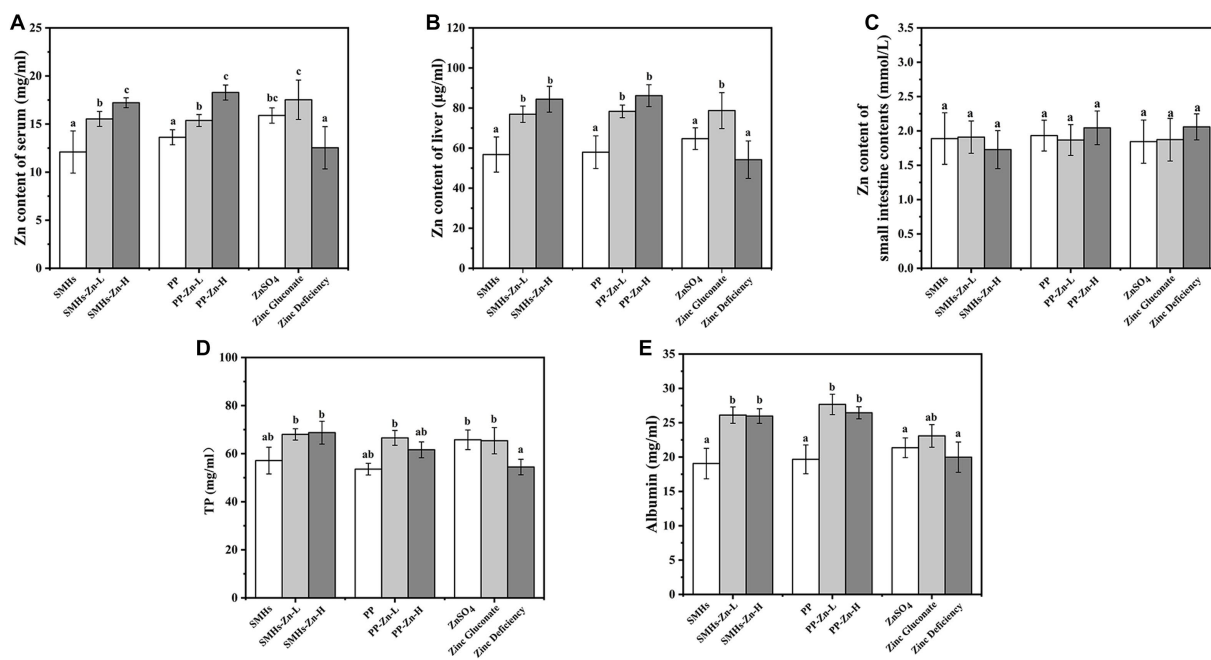 A
Zn content of serum (mg/ml)
25
20
15
10
5
0
a
b
c
a
b
c
bc
c
a
SMHs
SMHs-Zn-L
SMHs-Zn-H
PP
PP-Zn-L
PP-Zn-H
ZnSO4
Zinc Gluconate
Zinc Deficiency
B
Zn content of liver (μg/ml)
120
100
80
60
40
20
0
a
b
b
a
b
b
a
b
a
SMHs
SMHs-Zn-L
SMHs-Zn-H
PP
PP-Zn-L
PP-Zn-H
ZnSO4
Zinc Gluconate
Zinc Deficiency
C
Zn content of
small intestine contents (mmol/L)
3.5
3.0
2.5
2.0
1.5
1.0
0.5
0.0
a
a
a
a
a
a
a
a
a
SMHs
SMHs-Zn-L
SMHs-Zn-H
PP
PP-Zn-L
PP-Zn-H
ZnSO4
Zinc Gluconate
Zinc Deficiency
D
TP (mg/ml)
100
80
60
40
20
0
ab
b
b
ab
b
ab
b
b
a
SMHs
SMHs-Zn-L
SMHs-Zn-H
PP
PP-Zn-L
PP-Zn-H
ZnSO4
Zinc Gluconate
Zinc Deficiency
E
Albumin (mg/ml)
35
30
25
20
15
10
5
0
a
b
b
a
b
b
a
ab
a
SMHs
SMHs-Zn-L
SMHs-Zn-H
PP
PP-Zn-L
PP-Zn-H
ZnSO4
Zinc Gluconate
Zinc Deficiency